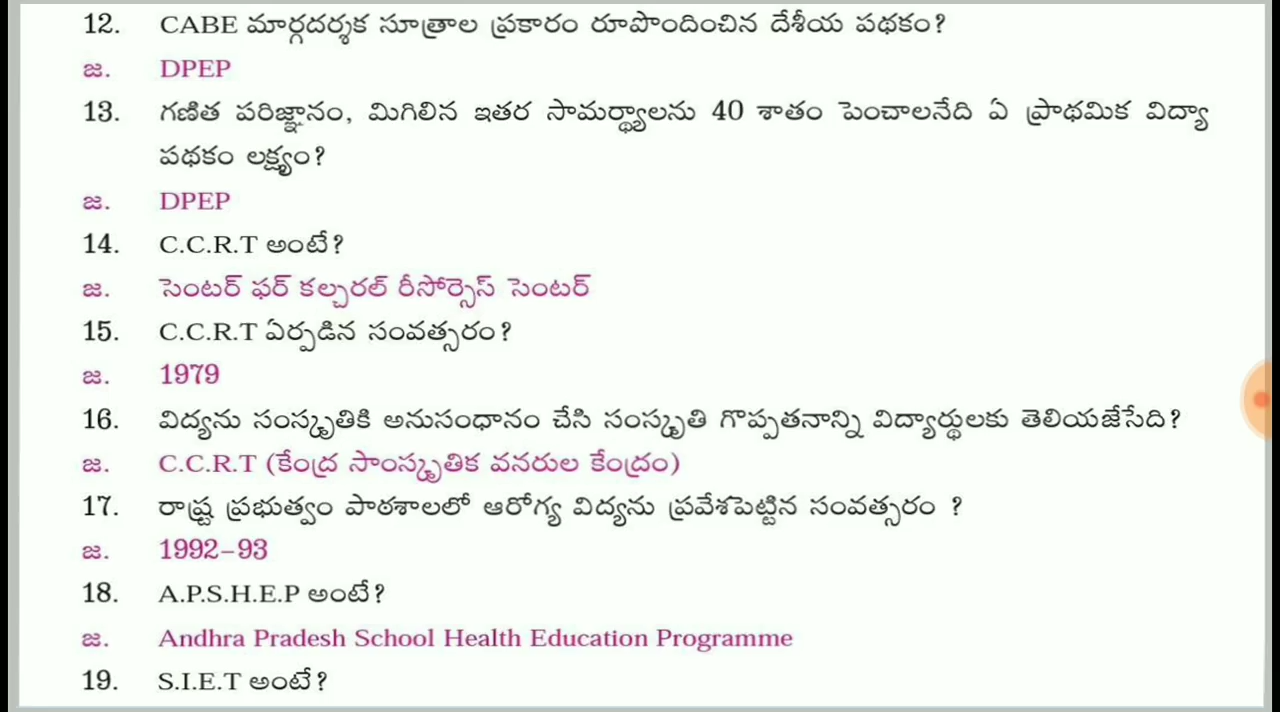 12. CABE మార్గదర్శక సూత్రాల ప్రకారం రూపొందించిన దేశీయ పథకం?
జ. DPEP
13. గణిత పరిజ్ఞానం, మిగిలిన ఇతర సామర్థ్యాలను 40 శాతం పెంచాలనేది ఏ ప్రాథమిక విద్యా
పథకం లక్ష్యం?
జ. DPEP
14. C.C.R.T అంటే?
జ. సెంటర్ ఫర్ కల్చరల్ రీసోర్సెస్ సెంటర్
15. C.C.R.T ఏర్పడిన సంవత్సరం?
జ. 1979
16. విద్యను సంస్కృతికి అనుసంధానం చేసి సంస్కృతి గొప్పతనాన్ని విద్యార్థులకు తెలియజేసేది?
జ. C.C.R.T (కేంద్ర సాంస్కృతిక వనరుల కేంద్రం)
17. రాష్ట్ర ప్రభుత్వం పాఠశాలలో ఆరోగ్య విద్యను ప్రవేశపెట్టిన సంవత్సరం ?
జ. 1992–93
18. A.P.S.H.E.P అంటే?
జ. Andhra Pradesh School Health Education Programme
19. S.I.E.T అంటే?